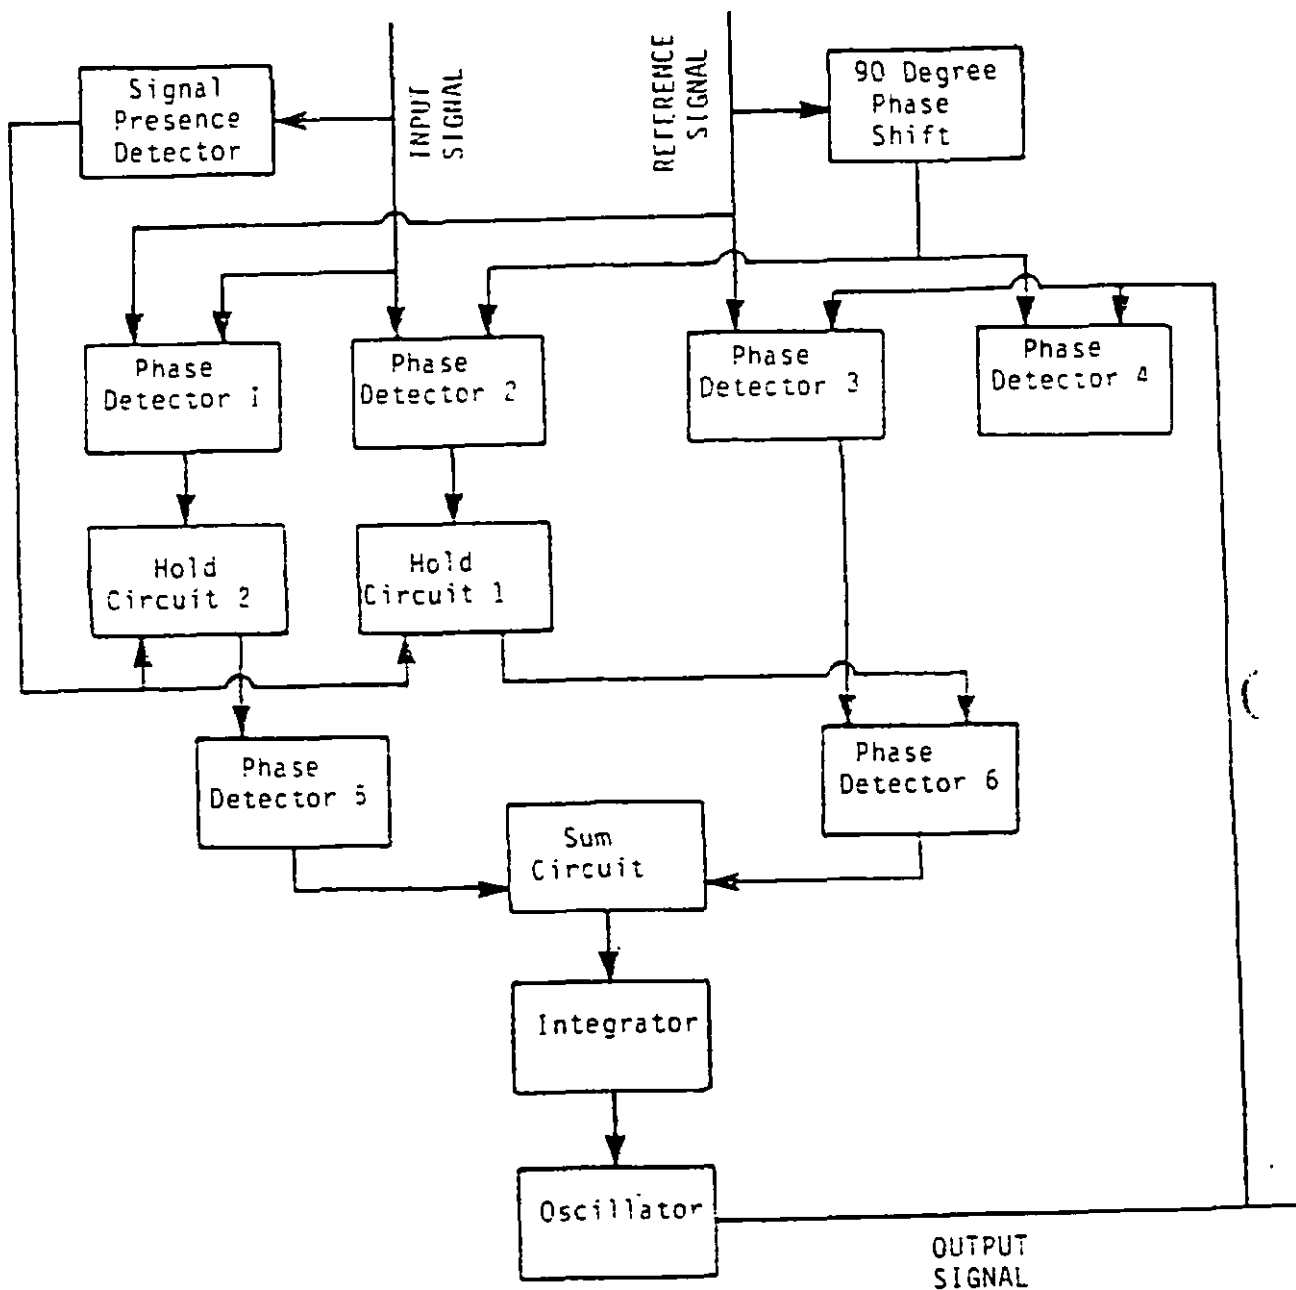 Signal
Presence
Detector
INPUT
SIGNAL
REFERENCE
SIGNAL
90 Degree
Phase
Shift
Phase
Detector 1
Phase
Detector 2
Phase
Detector 3
Phase
Detector 4
Hold
Circuit 2
Hold
Circuit 1
Phase
Detector 5
Phase
Detector 6
Sum
Circuit
Integrator
Oscillator
OUTPUT
SIGNAL